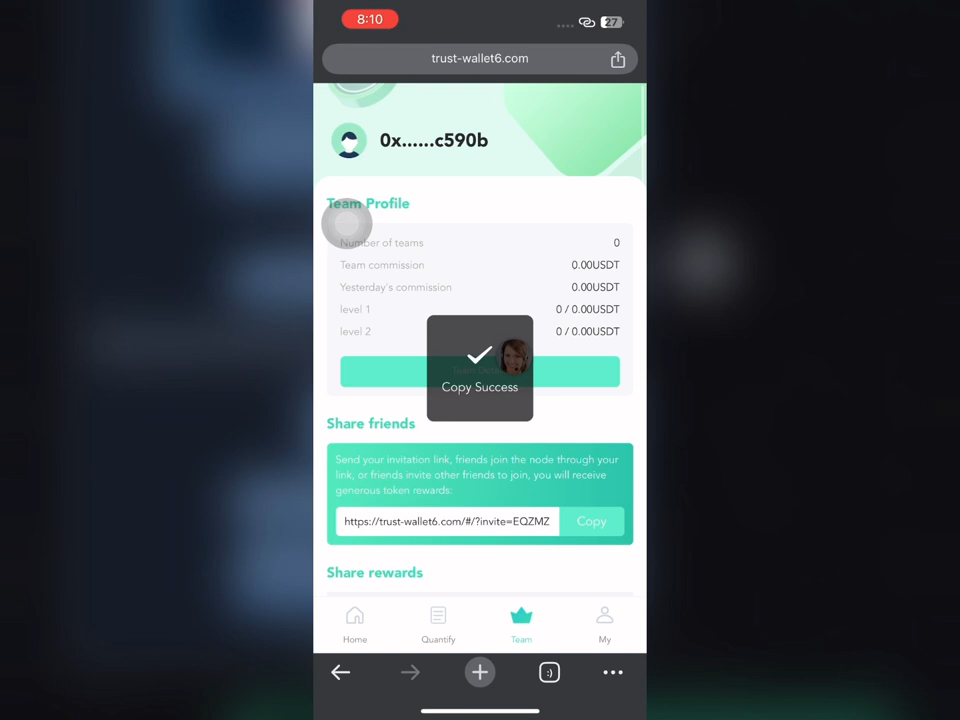 8:10
27
trust-wallet6.com
0x......c590b
Team Profile
Number of teams 0
Team commission 0.00USDT
Yesterday's commission 0.00USDT
level 1 0 / 0.00USDT
level 2 0 / 0.00USDT
Copy Success
Share friends
Send your invitation link, friends join the node through your
link, or friends invite other friends to join, you will receive
generous token rewards:
https://trust-wallet6.com/#/?invite=EQZMZ Copy
Share rewards
Home Quantify Team My
:)